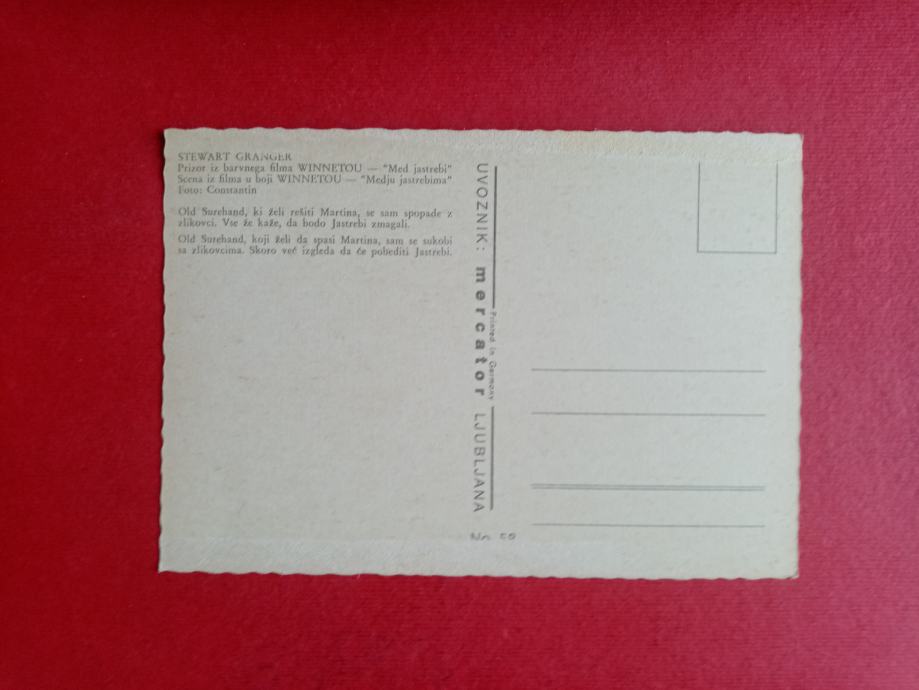 STEWART GRANGER
Prizor iz barvnega filma WINNETOU — "Med jastrebi"
Scena iz filma u boji WINNETOU — "Medju jastrebima"
Foto: Constantin
Old Surehand, ki želi rešiti Martina, se sam spopade z
zlikovci. Vse že kaže, da bodo Jastrebi zmagali.
Old Surehand, koji želi da spasi Martina, sam se sukobi
sa zlikovcima. Skoro već izgleda da će pobediti Jastrebi.
UVOZNIK: mercator LJUBLJANA
Printed in Germany